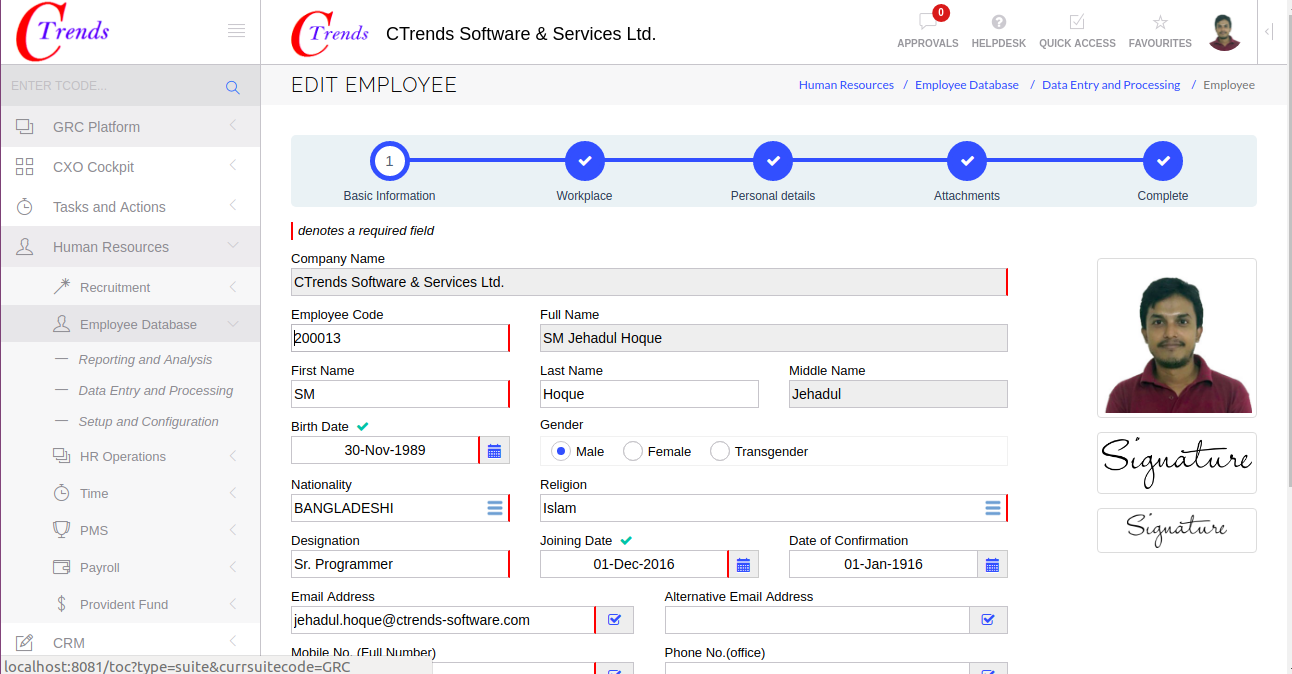 CTrends
CTrends CTrends Software & Services Ltd.
0
APPROVALS HELPDESK QUICK ACCESS FAVOURITES
ENTER TCODE...
EDIT EMPLOYEE
Human Resources / Employee Database / Data Entry and Processing / Employee
GRC Platform
CXO Cockpit
Tasks and Actions
Human Resources
Recruitment
Employee Database
Reporting and Analysis
Data Entry and Processing
Setup and Configuration
HR Operations
Time
PMS
Payroll
$ Provident Fund
CRM
localhost:8081/toc?type=suite&currsuitecode=GRC
1
Basic Information Workplace Personal details Attachments Complete
denotes a required field
Company Name
CTrends Software & Services Ltd.
Employee Code Full Name
200013 SM Jehadul Hoque
First Name Last Name Middle Name
SM Hoque Jehadul
Birth Date Gender
30-Nov-1989 Male Female Transgender
Nationality Religion
BANGLADESHI Islam
Designation Joining Date Date of Confirmation
Sr. Programmer 01-Dec-2016 01-Jan-1916
Email Address Alternative Email Address
jehadul.hoque@ctrends-software.com
Mobile No. (Full Number) Phone No.(office)
Signature
Signature